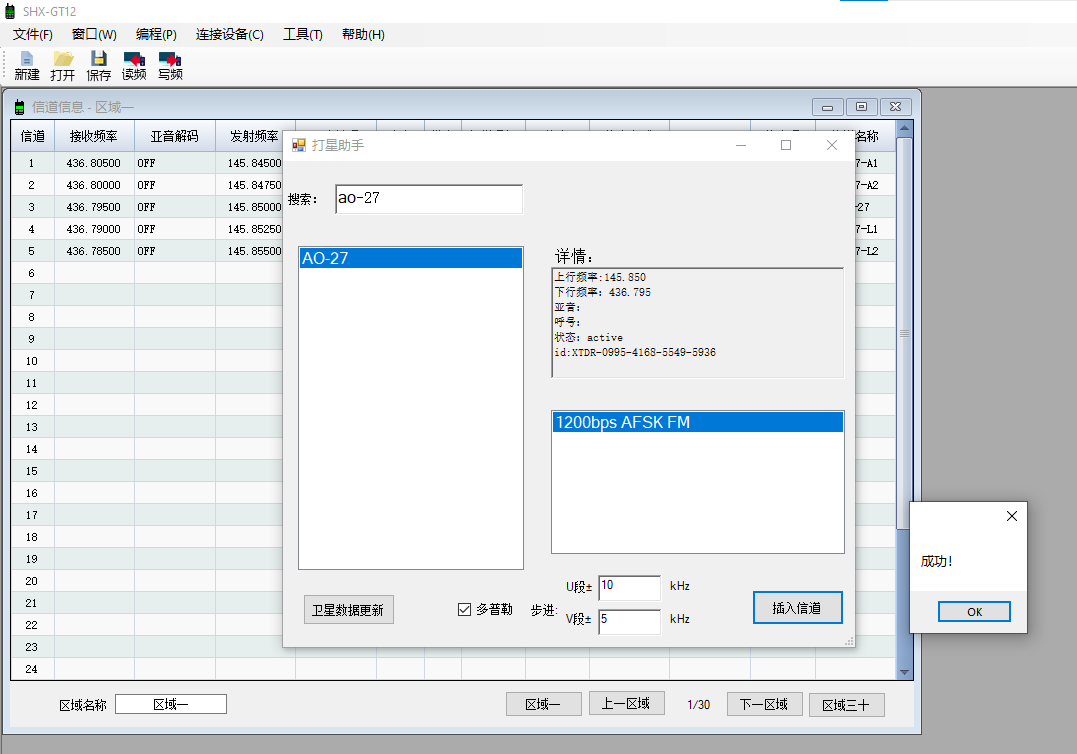 SHX-GT12
文件(F) 窗口(W) 编程(P) 连接设备(C) 工具(T) 帮助(H)
新建 打开 保存 读频 写频
信道信息 - 区域一
信道 接收频率 亚音解码 发射频率 名称
1 436.80500 OFF 145.84500 7-A1
2 436.80000 OFF 145.84750 7-A2
3 436.79500 OFF 145.85000 -27
4 436.79000 OFF 145.85250 7-L1
5 436.78500 OFF 145.85500 7-L2
6
7
8
9
10
11
12
13
14
15
16
17
18
19
20
21
22
23
24
打星助手
搜索： ao-27
AO-27
详情：
上行频率:145.850
下行频率: 436.795
亚音:
呼号:
状态: active
id:XTDR-0995-4168-5549-5936
1200bps AFSK FM
卫星数据更新 多普勒 步进:
U段± 10 kHz
V段± 5 kHz
插入信道
成功!
OK
区域名称 区域一 区域一 上一区域 1/30 下一区域 区域三十